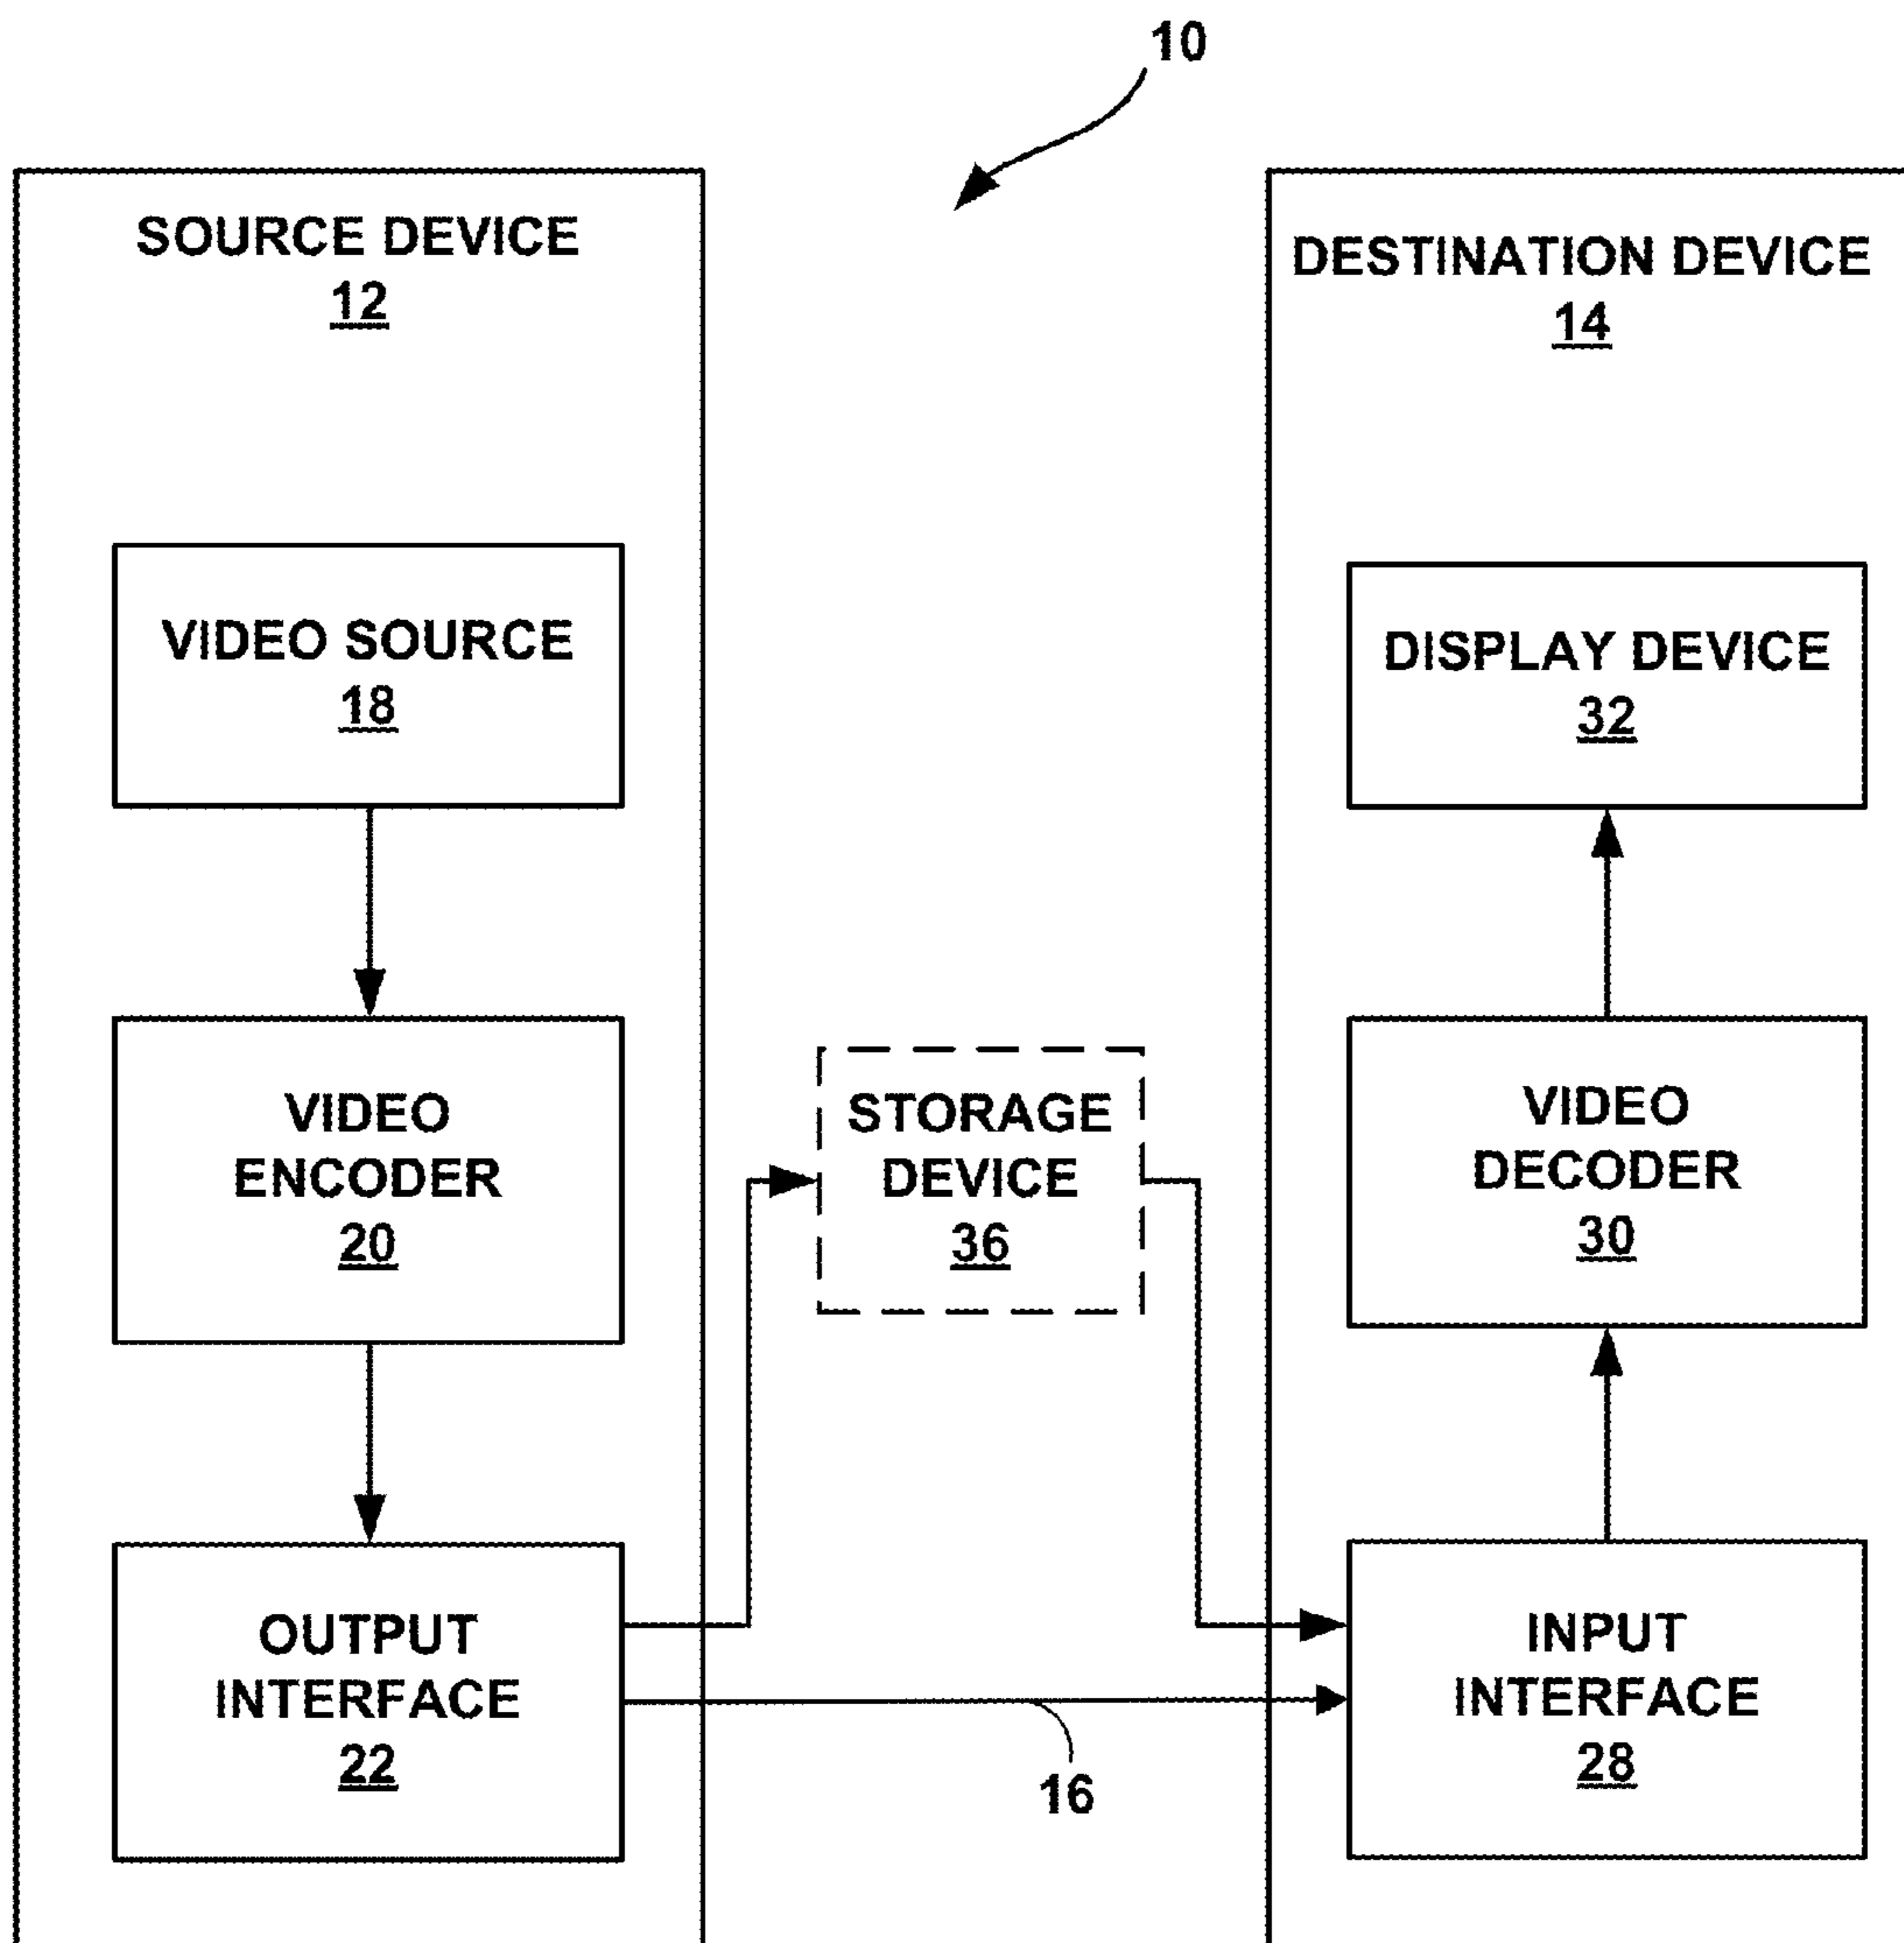 10
SOURCE DEVICE
12
VIDEO SOURCE
18
VIDEO
ENCODER
20
OUTPUT
INTERFACE
22
STORAGE
DEVICE
36
16
DESTINATION DEVICE
14
DISPLAY DEVICE
32
VIDEO
DECODER
30
INPUT
INTERFACE
28